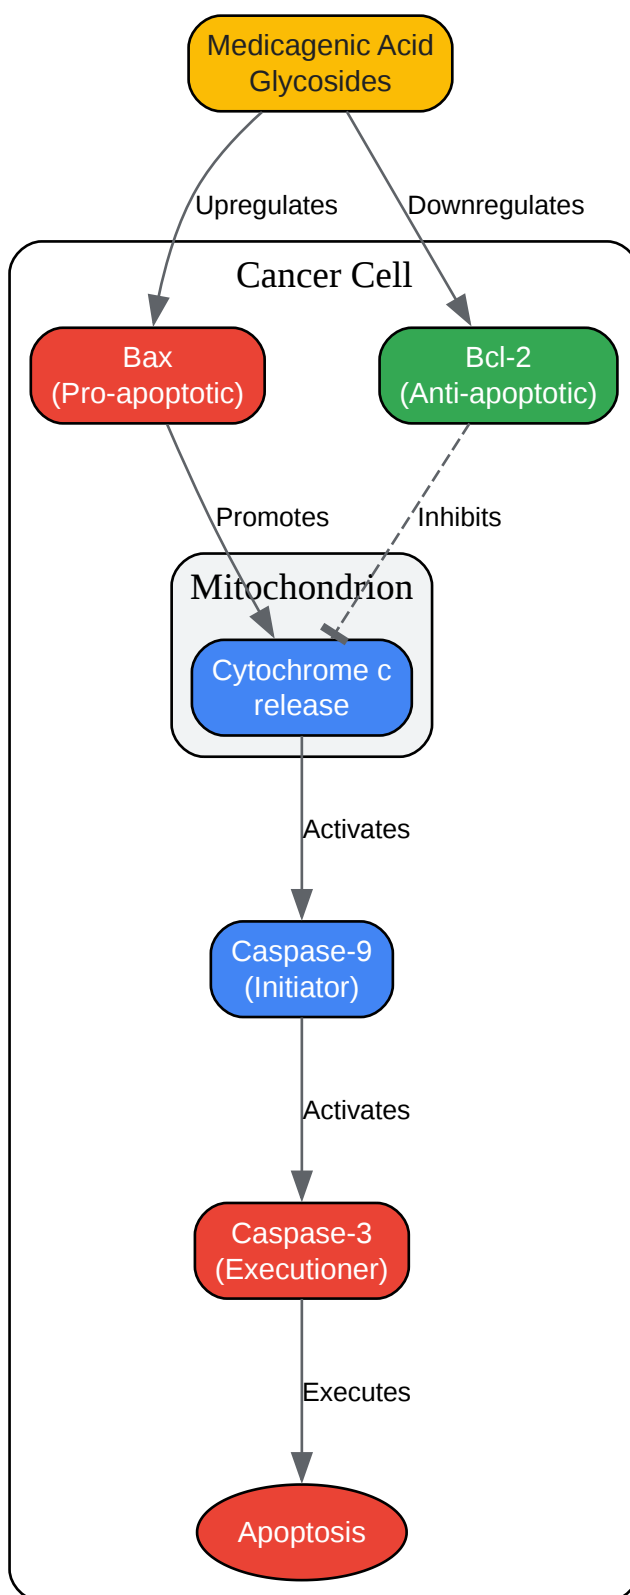 Medicagenic Acid
Glycosides
Upregulates
Downregulates
Cancer Cell
Bax
(Pro-apoptotic)
Bcl-2
(Anti-apoptotic)
Promotes
Inhibits
Mitochondrion
Cytochrome c
release
Activates
Caspase-9
(Initiator)
Activates
Caspase-3
(Executioner)
Executes
Apoptosis